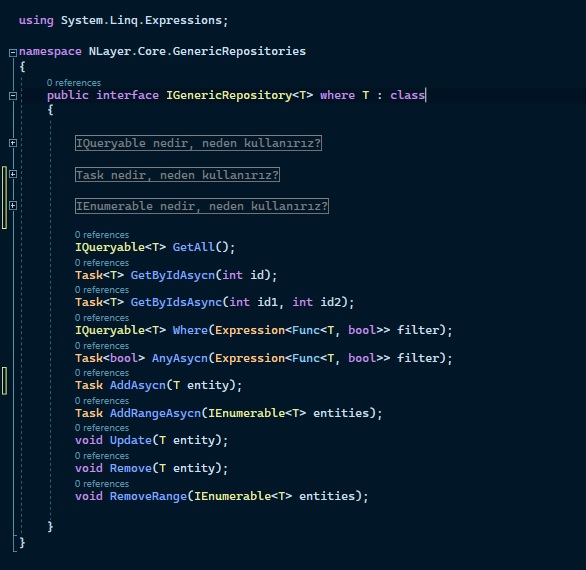 using System.Linq.Expressions;
namespace NLayer.Core.GenericRepositories
{
0 references
public interface IGenericRepository<T> where T : class
{
IQueryable nedir, neden kullanırız?
Task nedir, neden kullanırız?
IEnumerable nedir, neden kullanırız?
0 references
IQueryable<T> GetAll();
0 references
Task<T> GetByIdAsycn(int id);
0 references
Task<T> GetByIdsAsync(int id1, int id2);
0 references
IQueryable<T> Where(Expression<Func<T, bool>> filter);
0 references
Task<bool> AnyAsycn(Expression<Func<T, bool>> filter);
0 references
Task AddAsycn(T entity);
0 references
Task AddRangeAsycn(IEnumerable<T> entities);
0 references
void Update(T entity);
0 references
void Remove(T entity);
0 references
void RemoveRange(IEnumerable<T> entities);
}
}